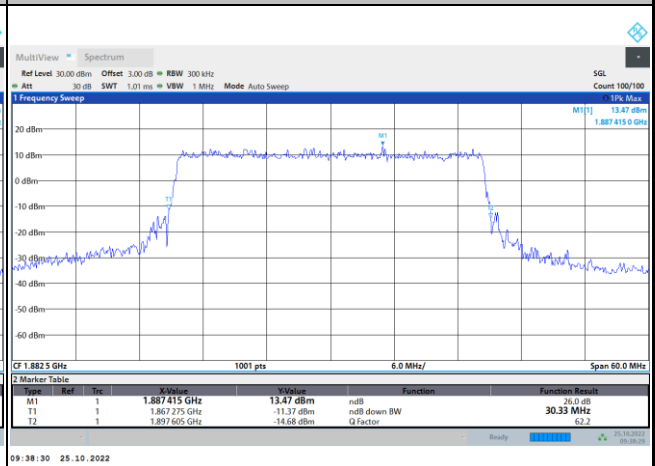 MultiView Spectrum
Ref Level 30.00 dBm Offset 3.00 dB RBW 300 kHz SGL
Att 30 dB SWT 1.01 ms VBW 1 MHz Mode Auto Sweep Count 100/100
1 Frequency Sweep 1Pk Max
M1[1] 13.47 dBm
1.887 415 0 GHz
20 dBm
M1
10 dBm
0 dBm
T1
-10 dBm
T2
-20 dBm
-30 dBm
-40 dBm
-50 dBm
-60 dBm
CF 1.882 5 GHz 1001 pts 6.0 MHz/ Span 60.0 MHz
2 Marker Table
Type Ref Trc X-Value Y-Value Function Function Result
M1 1 1.887 415 GHz 13.47 dBm ndB 26.0 dB
T1 1 1.867 275 GHz -11.37 dBm ndB down BW 30.33 MHz
T2 1 1.897 605 GHz -14.68 dBm Q Factor 62.2
Ready 25.10.2022
09:38:29
09:38:30 25.10.2022